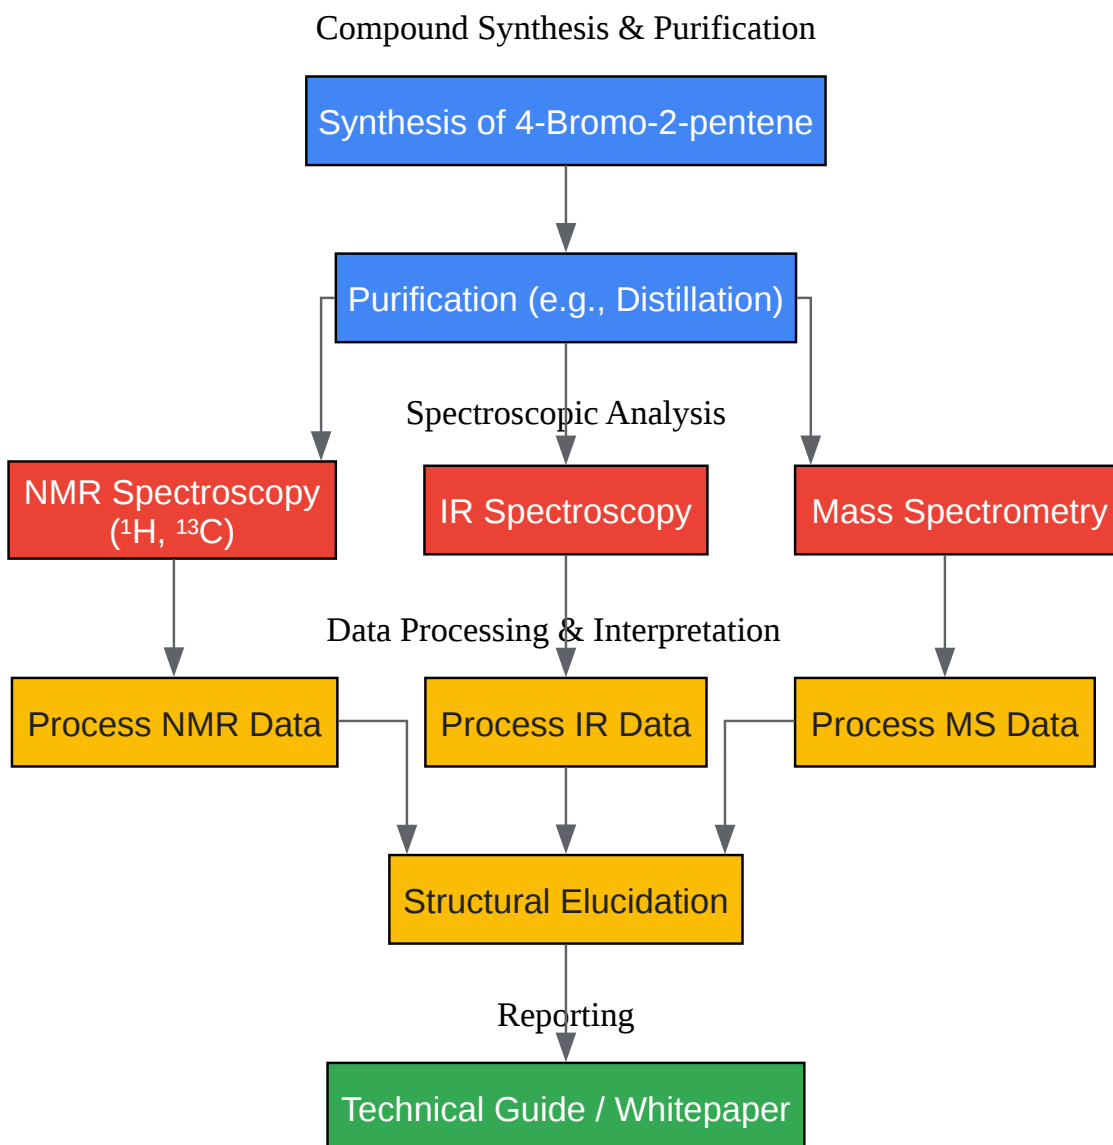 Compound Synthesis & Purification
Synthesis of 4-Bromo-2-pentene
Purification (e.g., Distillation)
Spectroscopic Analysis
NMR Spectroscopy
(¹H, ¹³C)
IR Spectroscopy
Mass Spectrometry
Data Processing & Interpretation
Process NMR Data
Process IR Data
Process MS Data
Structural Elucidation
Reporting
Technical Guide / Whitepaper